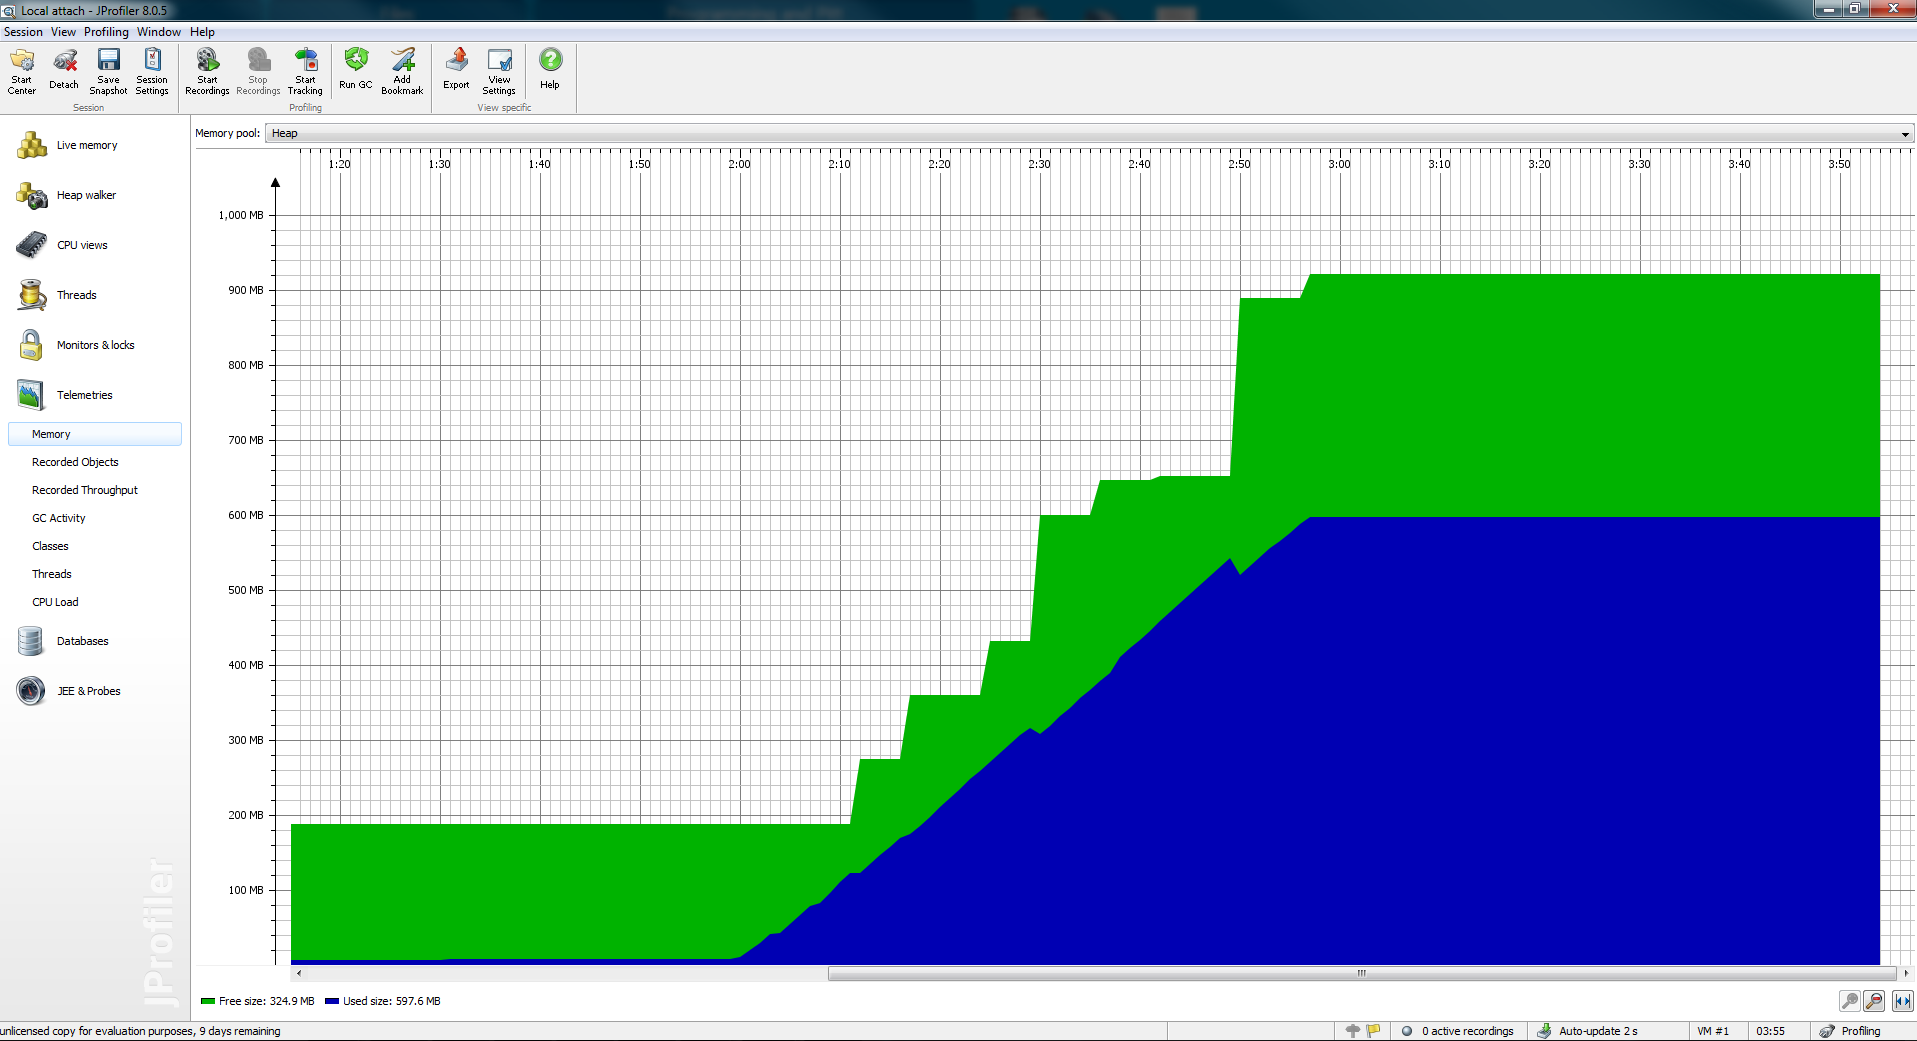 Local attach - JProfiler 8.0.5
Session View Profiling Window Help
Start Center
Detach
Save Snapshot
Session Settings
Start Recordings
Stop Recordings
Start Tracking
Run GC
Add Bookmark
Export
View Settings
Help
Session
Profiling
View specific
Live memory
Heap walker
CPU views
Threads
Monitors & locks
Telemetries
Memory
Recorded Objects
Recorded Throughput
GC Activity
Classes
Threads
CPU Load
Databases
JEE & Probes
JProfiler
Memory pool: Heap
1:20 1:30 1:40 1:50 2:00 2:10 2:20 2:30 2:40 2:50 3:00 3:10 3:20 3:30 3:40 3:50
1,000 MB
900 MB
800 MB
700 MB
600 MB
500 MB
400 MB
300 MB
200 MB
100 MB
Free size: 324.9 MB Used size: 597.6 MB
unlicensed copy for evaluation purposes, 9 days remaining
0 active recordings
Auto-update 2 s
VM #1
03:55
Profiling